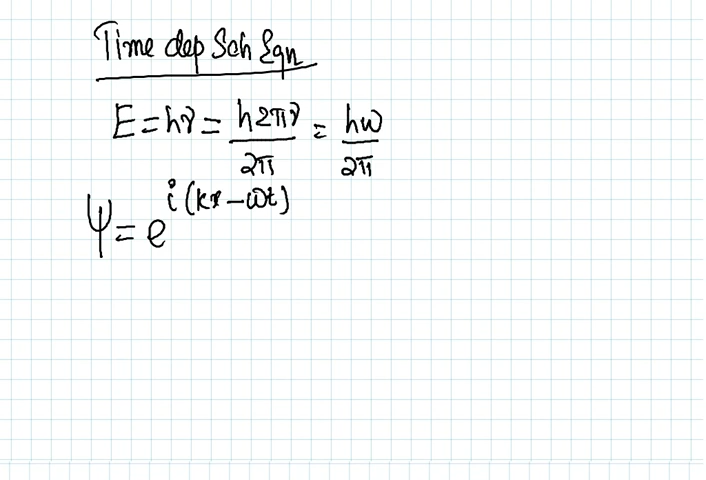 Time dep Sch Eqn
E = hν = h2πν/2π = hω/2π
ψ = e^i(kx - ωt)